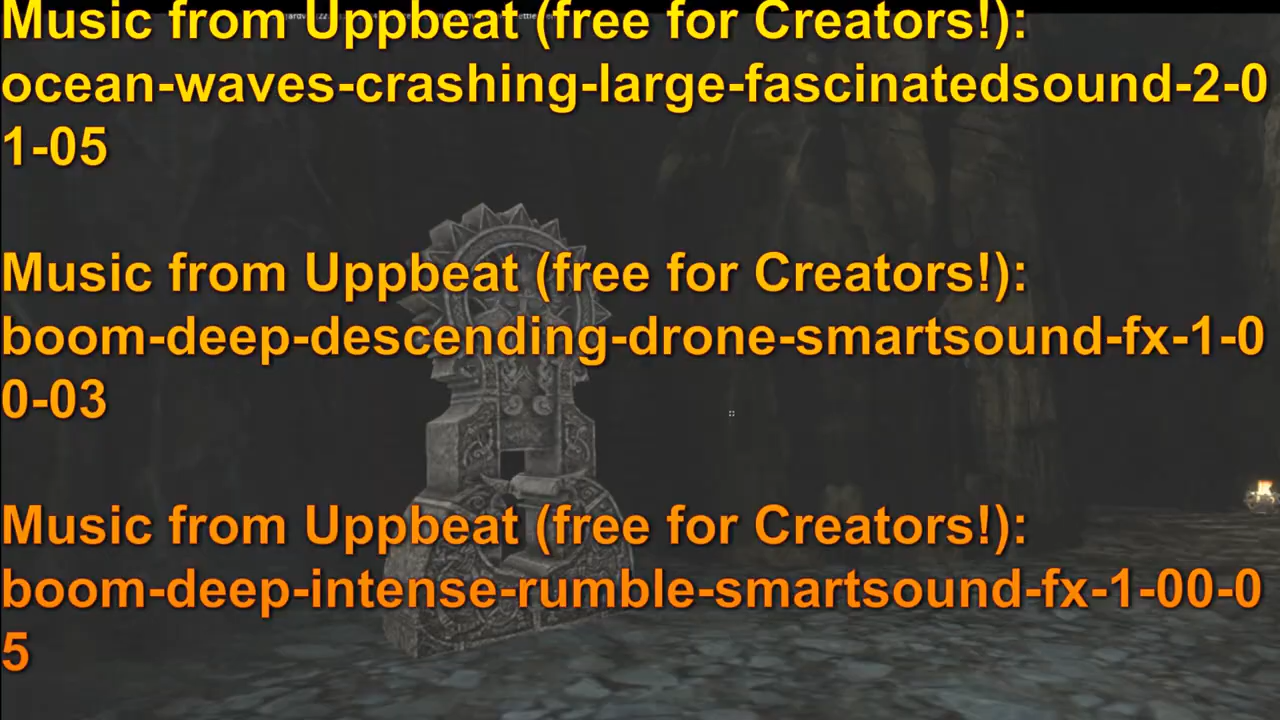 Music from Uppbeat (free for Creators!):
ocean-waves-crashing-large-fascinatedsound-2-0
1-05
Music from Uppbeat (free for Creators!):
boom-deep-descending-drone-smartsound-fx-1-0
0-03
Music from Uppbeat (free for Creators!):
boom-deep-intense-rumble-smartsound-fx-1-00-0
5